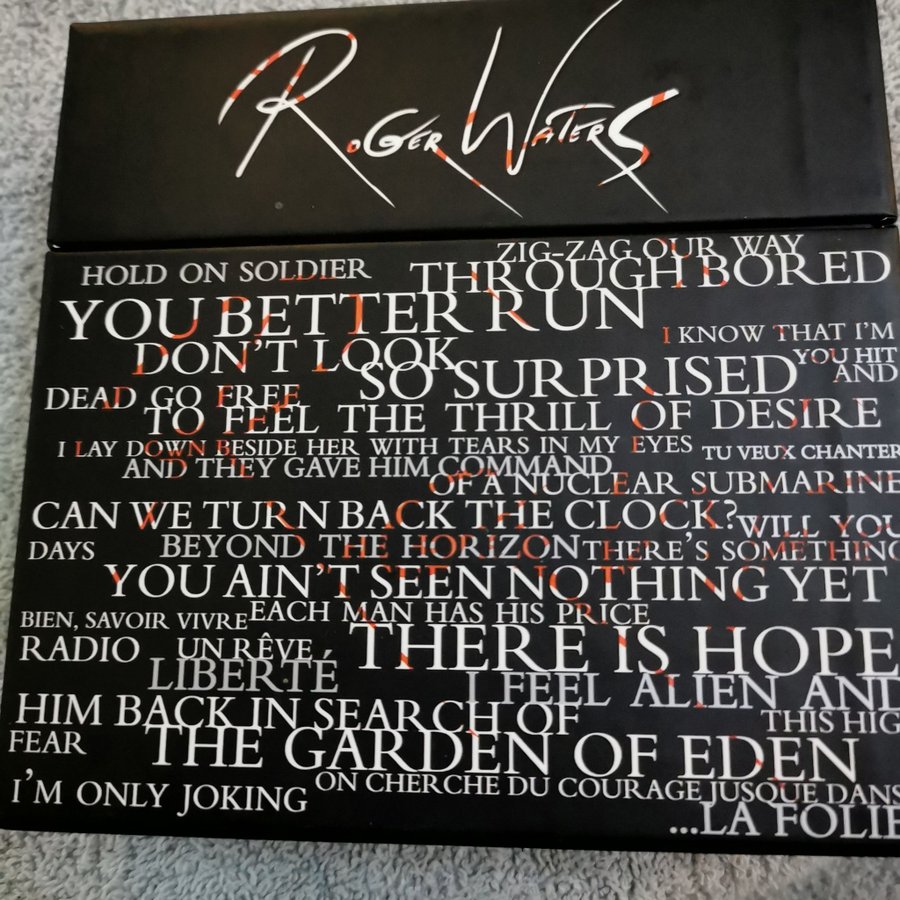 Roger Waters
ZIG-ZAG OUR WAY
HOLD ON SOLDIER
THROUGH BORED
YOU BETTER RUN
I KNOW THAT I'M
DON'T LOOK
YOU HIT
SO SURPRISED
AND
DEAD GO FREE
TO FEEL THE THRILL OF DESIRE
I LAY DOWN BESIDE HER WITH TEARS IN MY EYES
TU VEUX CHANTER
AND THEY GAVE HIM COMMAND
OF A NUCLEAR SUBMARINE
CAN WE TURN BACK THE CLOCK?
WILL YOU
DAYS
BEYOND THE HORIZON
THERE'S SOMETHING
YOU AIN'T SEEN NOTHING YET
BIEN, SAVOIR VIVRE
EACH MAN HAS HIS PRICE
RADIO
UN RÊVE
THERE IS HOPE
LIBERTÉ
I FEEL ALIEN AND
HIM BACK IN SEARCH OF
THIS HIG
FEAR
THE GARDEN OF EDEN
I'M ONLY JOKING
ON CHERCHE DU COURAGE JUSQUE DANS
...LA FOLIE